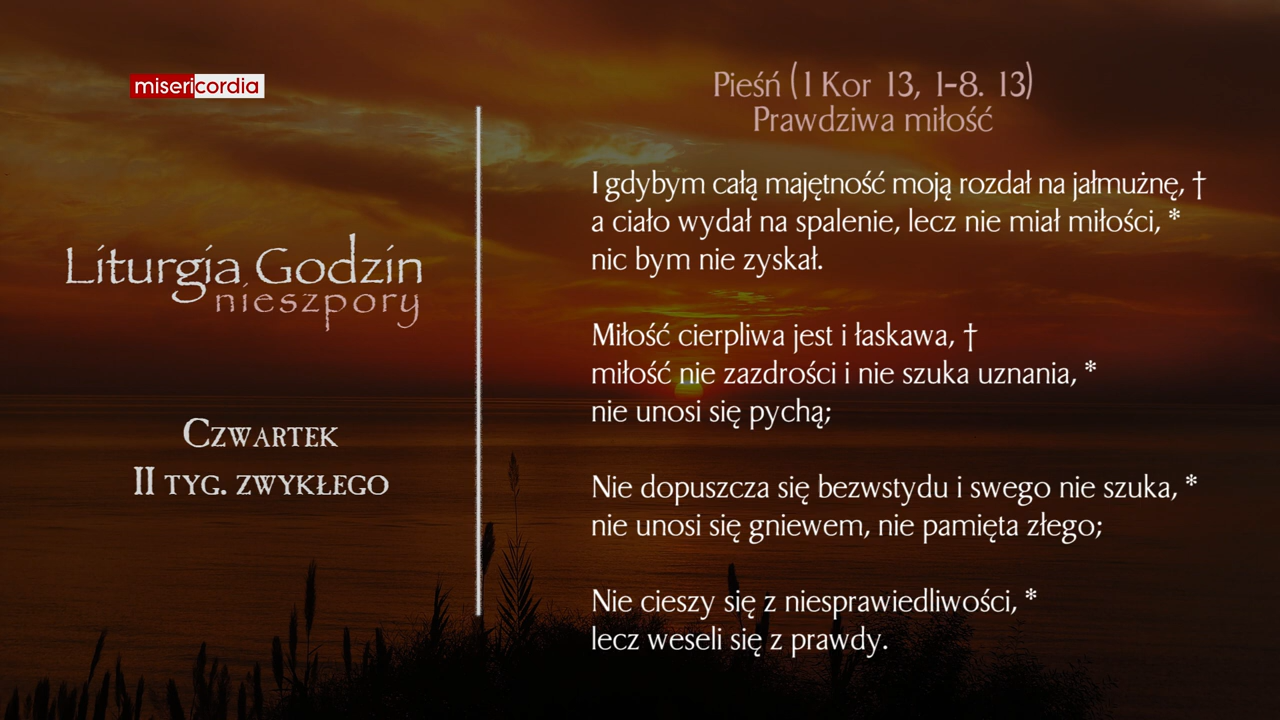 misericordia
Liturgia Godzin
nieszpory
Czwartek
II tyg. zwykłego
Pieśń (1 Kor 13, 1-8. 13)
Prawdziwa miłość
I gdybym całą majętność moją rozdał na jałmużnę, †
a ciało wydał na spalenie, lecz nie miał miłości, *
nic bym nie zyskał.
Miłość cierpliwa jest i łaskawa, †
miłość nie zazdrości i nie szuka uznania, *
nie unosi się pychą;
Nie dopuszcza się bezwstydu i swego nie szuka, *
nie unosi się gniewem, nie pamięta złego;
Nie cieszy się z niesprawiedliwości, *
lecz weseli się z prawdy.